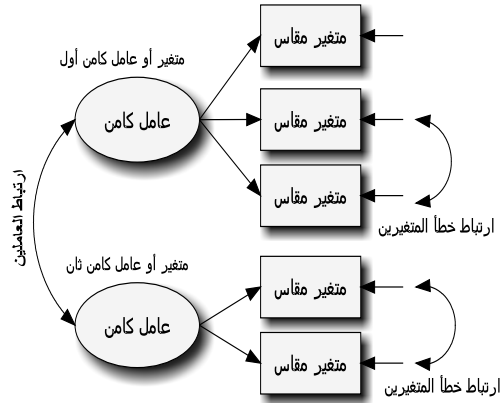 متغير مقاس
متغير أو عامل كامن أول
عامل كامن
متغير مقاس
متغير مقاس
ارتباط خطأ المتغيرين
ارتباط العاملين
متغير أو عامل كامن ثان
عامل كامن
متغير مقاس
متغير مقاس
ارتباط خطأ المتغيرين